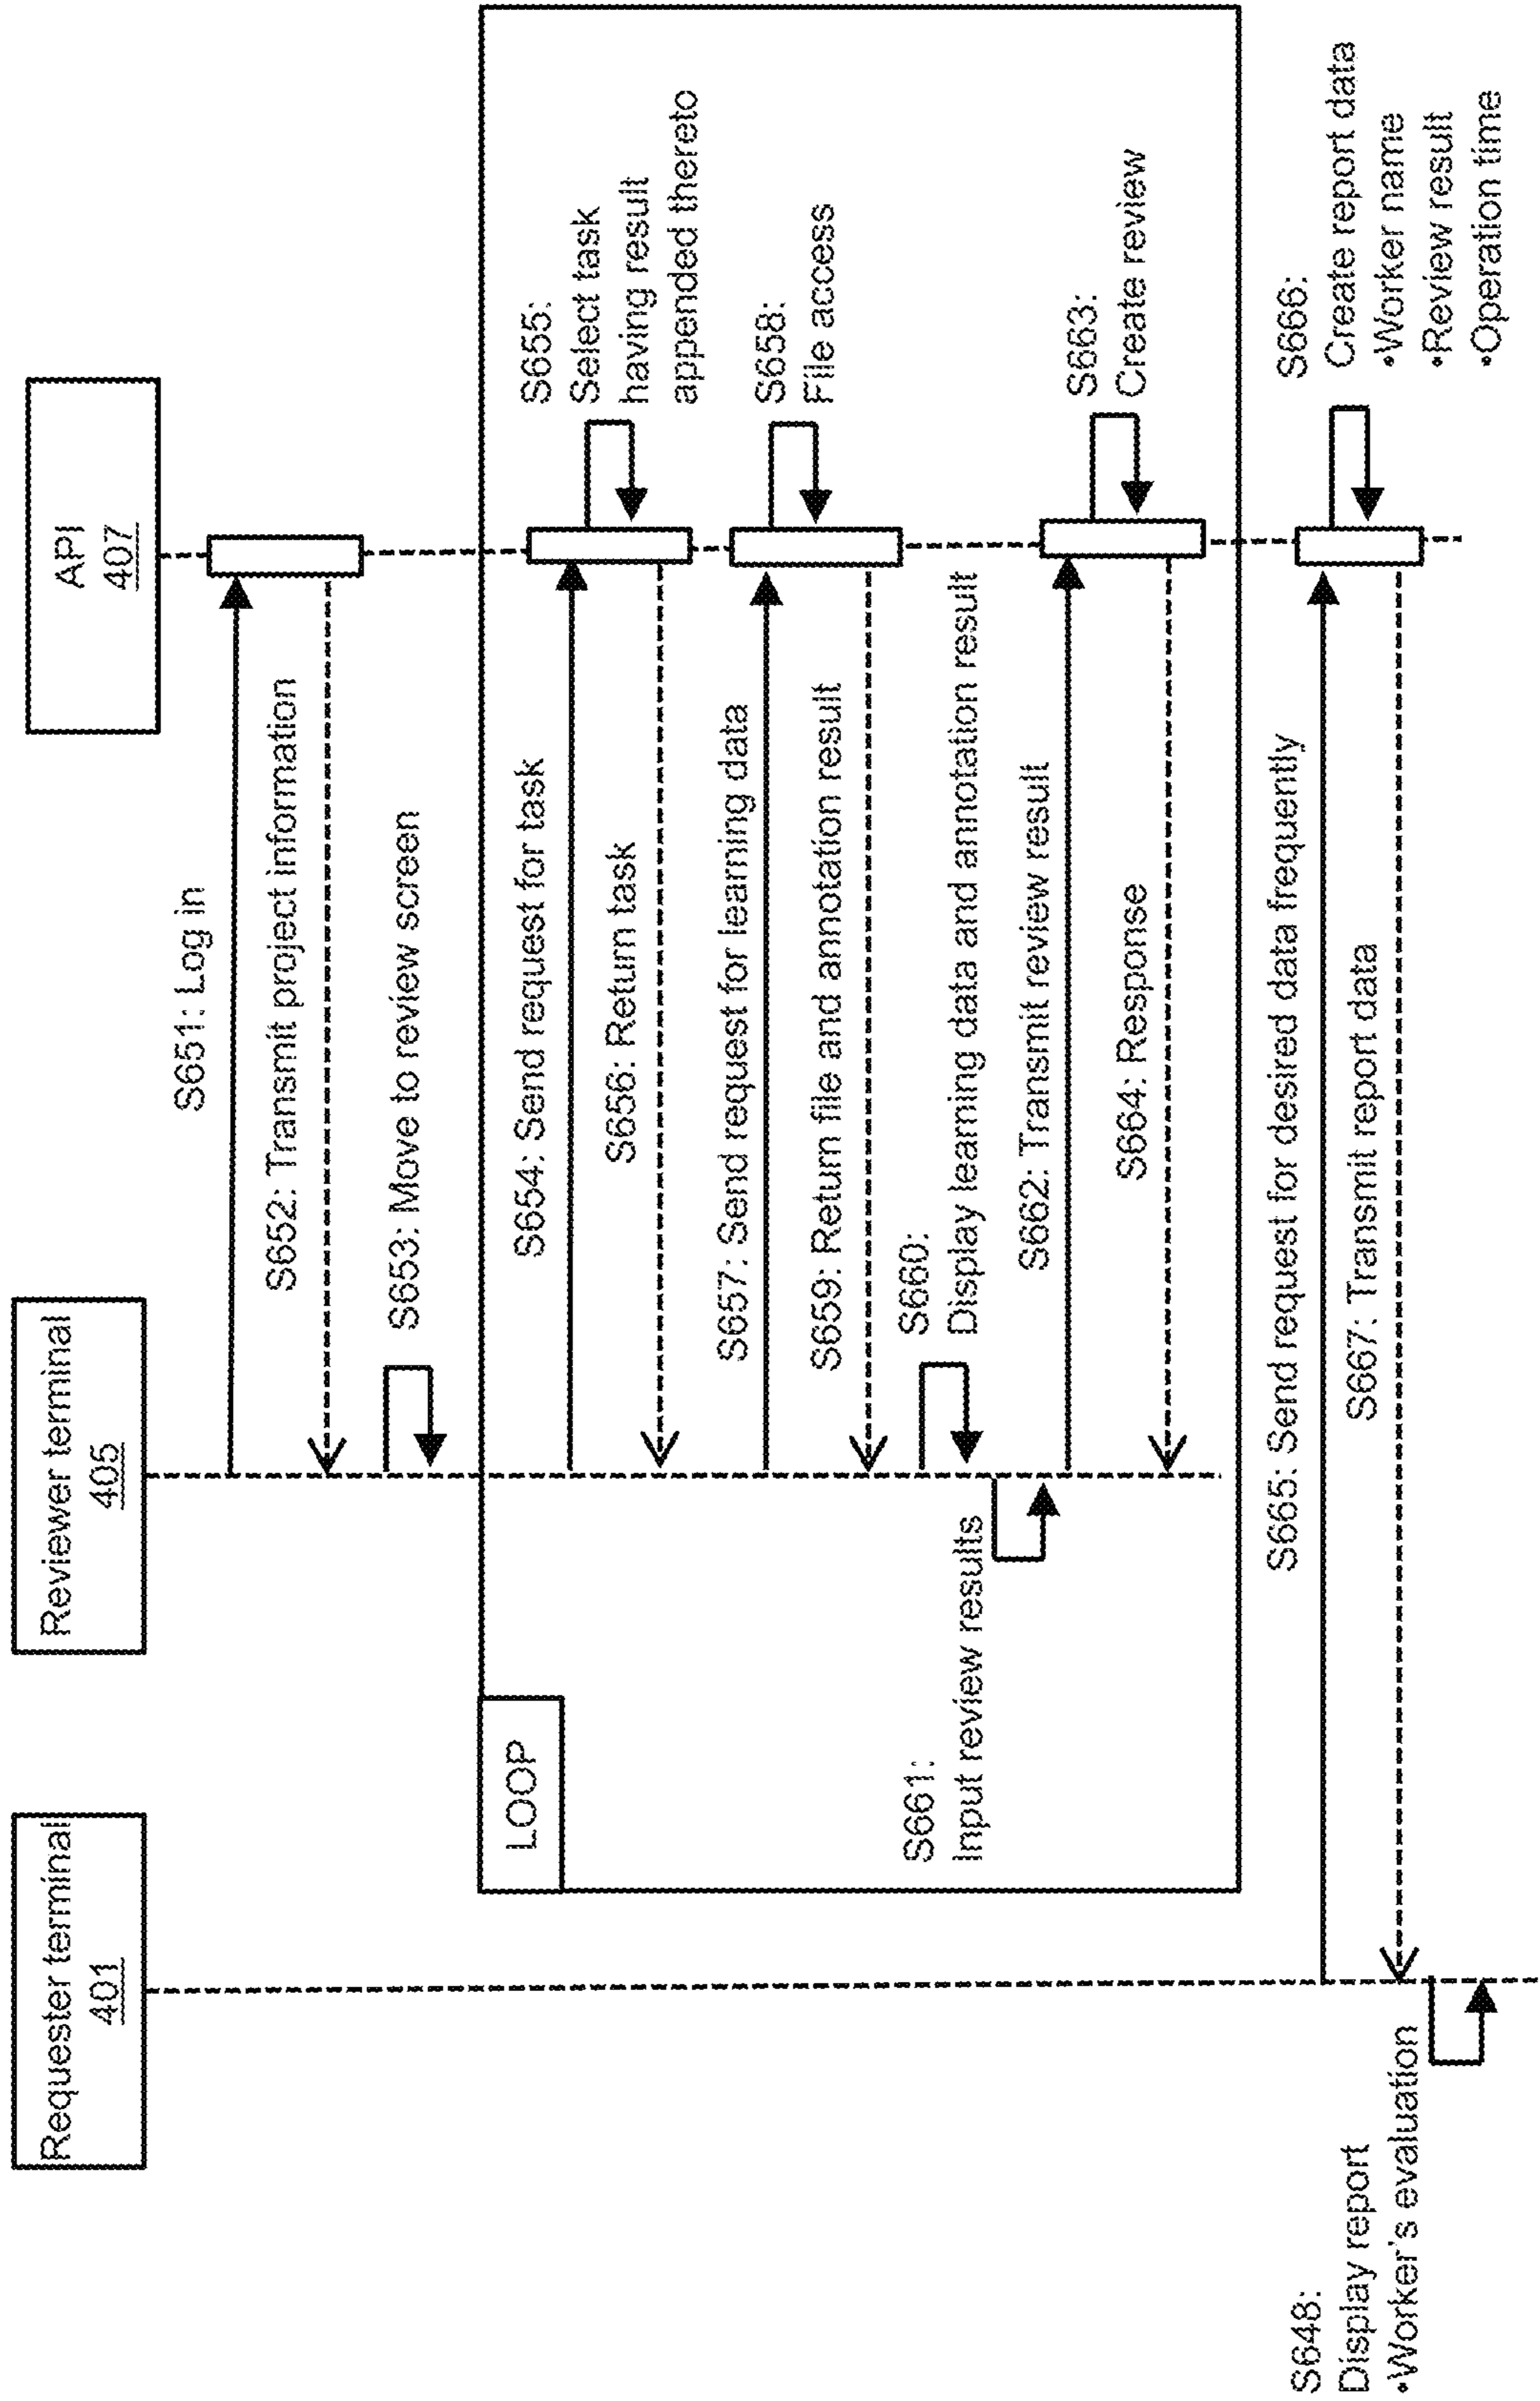 Requester terminal
401
Reviewer terminal
405
API
407
S651: Log in
S652: Transmit project information
S653: Move to review screen
LOOP
S654: Send request for task
S655:
Select task
having result
appended thereto
S656: Return task
S657: Send request for learning data
S658:
File access
S659: Return file and annotation result
S660:
Display learning data and annotation result
S661:
Input review results
S662: Transmit review result
S663:
Create review
S664: Response
S665: Send request for desired data frequently
S666:
Create report data
•Worker name
•Review result
•Operation time
S667: Transmit report data
S648:
Display report
•Worker's evaluation